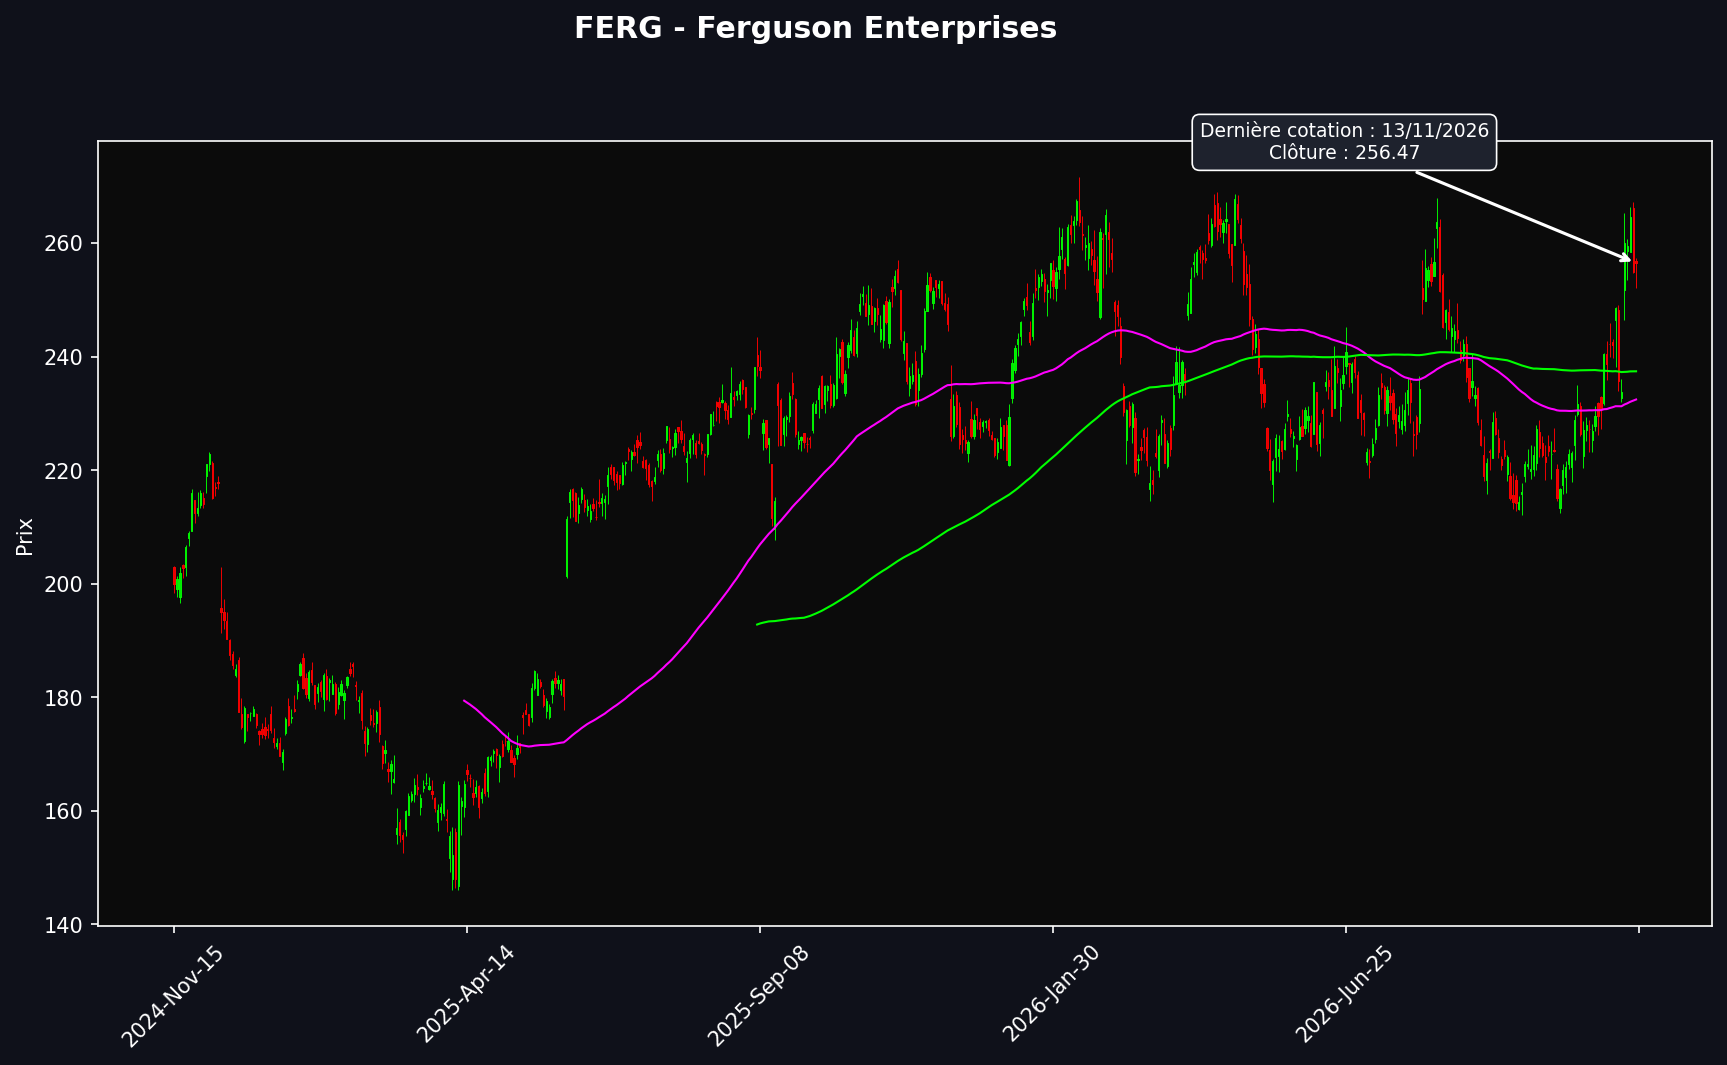 FERG - Ferguson Enterprises
Dernière cotation : 13/11/2026
Clôture : 256.47
Prix
260
240
220
200
180
160
140
2024-Nov-15
2025-Apr-14
2025-Sep-08
2026-Jan-30
2026-Jun-25